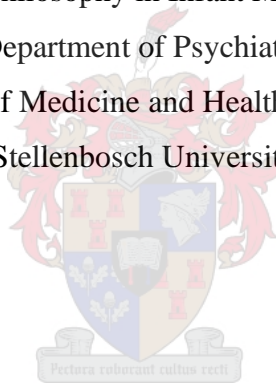 Philosophy in Infant M
Department of Psychiat
of Medicine and Health
Stellenbosch Universit
Pectora roborant cultus recti